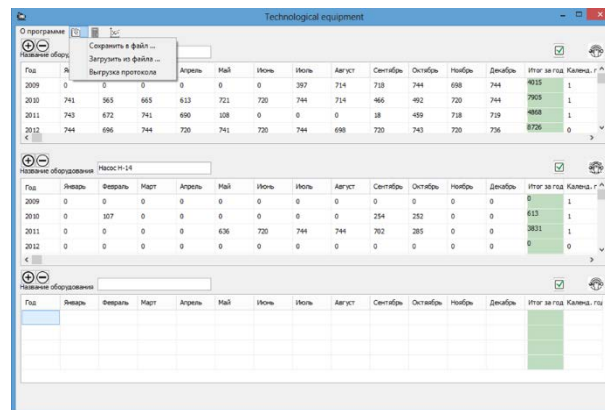 Technological equipment
О программе
Сохранить в файл ...
Загрузить из файла ...
Выгрузка протокола
Название обору
Год Ян Апрель Май Июнь Июль Август Сентябрь Октябрь Ноябрь Декабрь Итог за год Календ. г
2009 0 0 0 0 0 0 397 714 718 744 698 744 4015 1
2010 741 565 665 613 721 720 744 714 466 492 720 744 7905 1
2011 743 672 741 690 108 0 0 0 18 459 718 719 4868 1
2012 744 696 744 720 741 720 744 698 720 743 720 736 8726 0
Название оборудования Насос Н-14
Год Январь Февраль Март Апрель Май Июнь Июль Август Сентябрь Октябрь Ноябрь Декабрь Итог за год Календ. г
2009 0 0 0 0 0 0 0 0 0 0 0 0 0 1
2010 0 107 0 0 0 0 0 0 254 252 0 0 613 1
2011 0 0 0 0 636 720 744 744 702 285 0 0 3831 1
2012 0 0 0 0 0 0 0 0 0 0 0 0 0 0
Название оборудования
Год Январь Февраль Март Апрель Май Июнь Июль Август Сентябрь Октябрь Ноябрь Декабрь Итог за год Календ. год